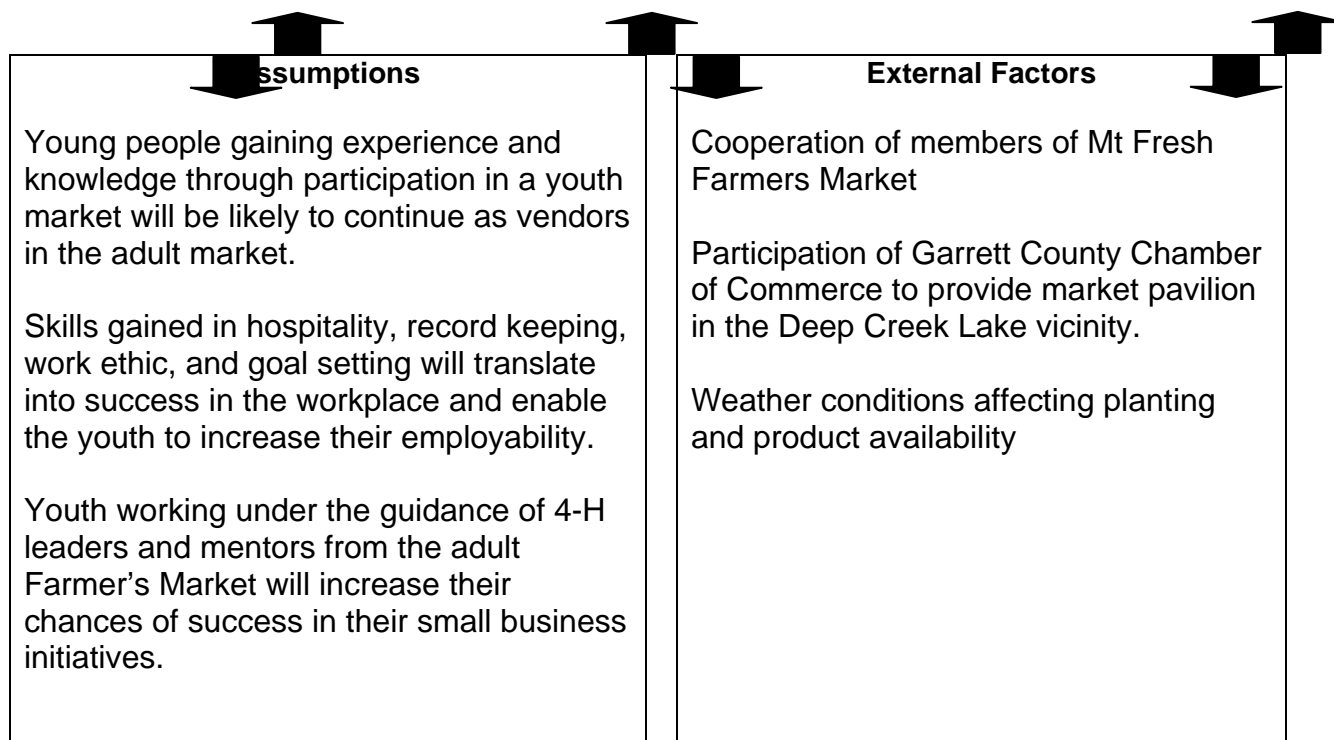 ssumptions
Young people gaining experience and
knowledge through participation in a youth
market will be likely to continue as vendors
in the adult market.
Skills gained in hospitality, record keeping,
work ethic, and goal setting will translate
into success in the workplace and enable
the youth to increase their employability.
Youth working under the guidance of 4-H
leaders and mentors from the adult
Farmer’s Market will increase their
chances of success in their small business
initiatives.
External Factors
Cooperation of members of Mt Fresh
Farmers Market
Participation of Garrett County Chamber
of Commerce to provide market pavilion
in the Deep Creek Lake vicinity.
Weather conditions affecting planting
and product availability